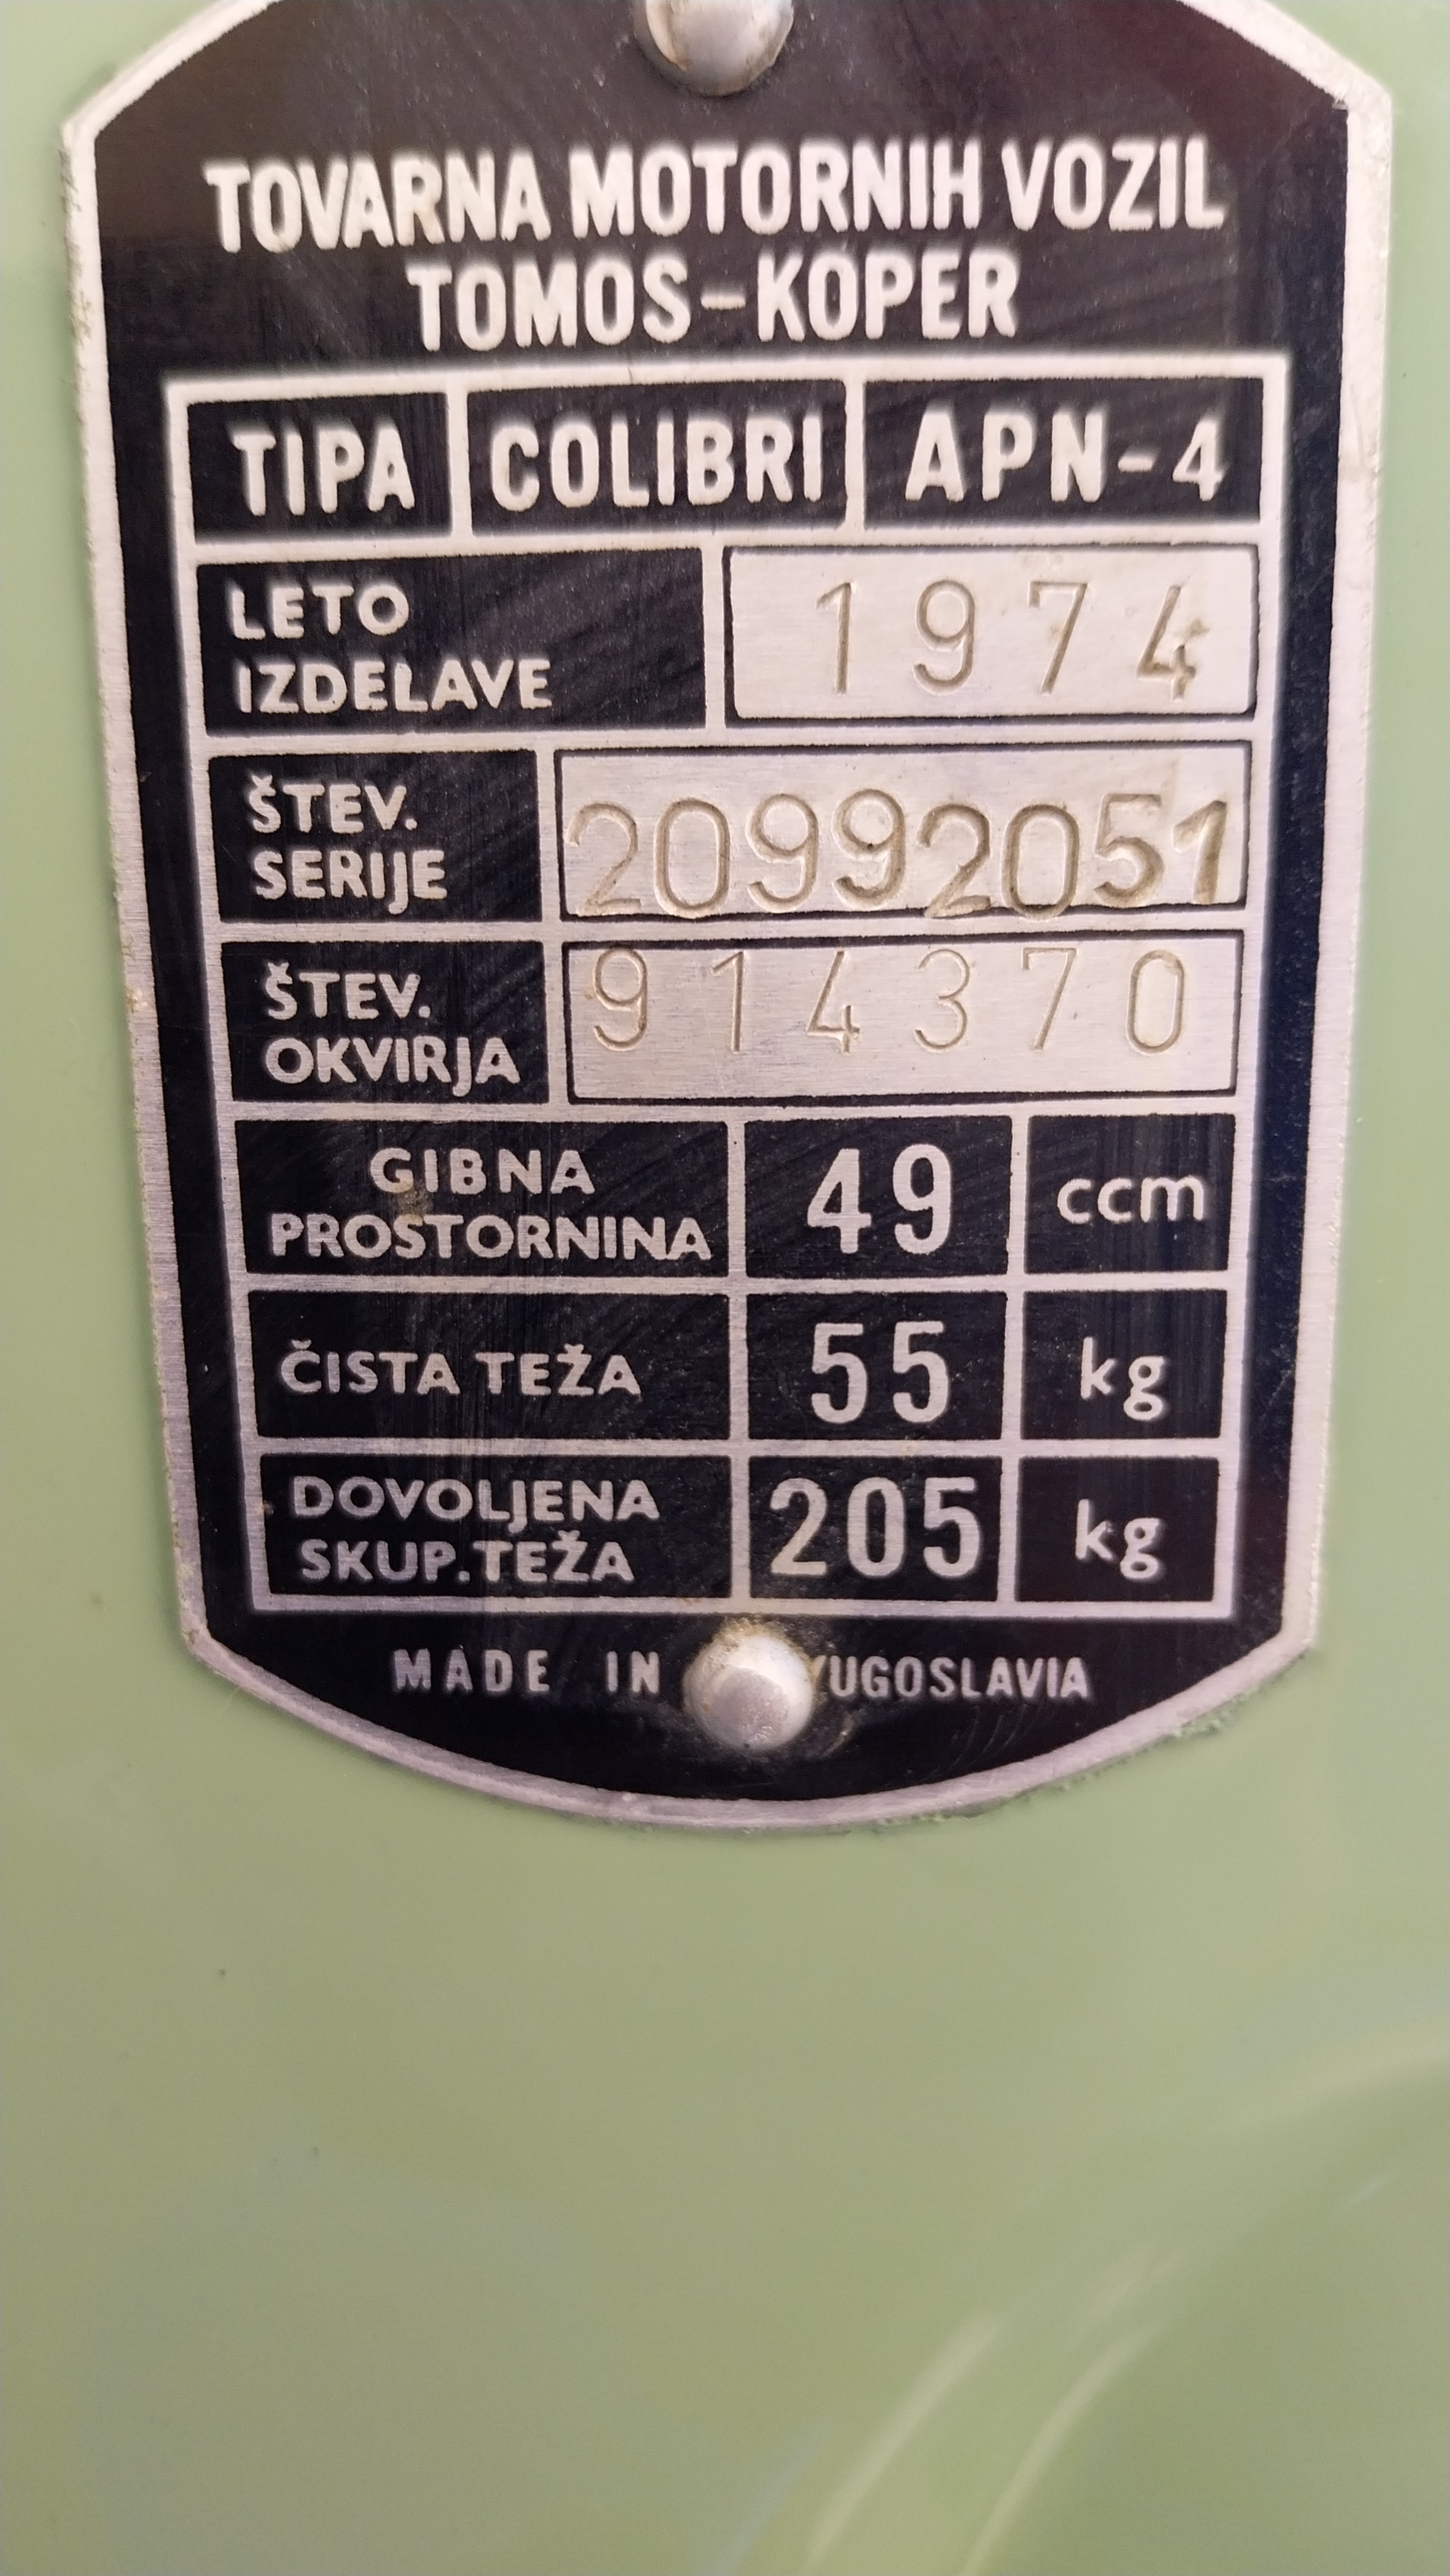 TOVARNA MOTORNIH VOZIL
TOMOS-KOPER
TIPA COLIBRI APN-4
LETO
IZDELAVE
1974
ŠTEV.
SERIJE
20992051
ŠTEV.
OKVIRJA
914370
GIBNA
PROSTORNINA
49 ccm
ČISTA TEŽA 55 kg
DOVOLJENA
SKUP.TEŽA
205 kg
MADE IN YUGOSLAVIA